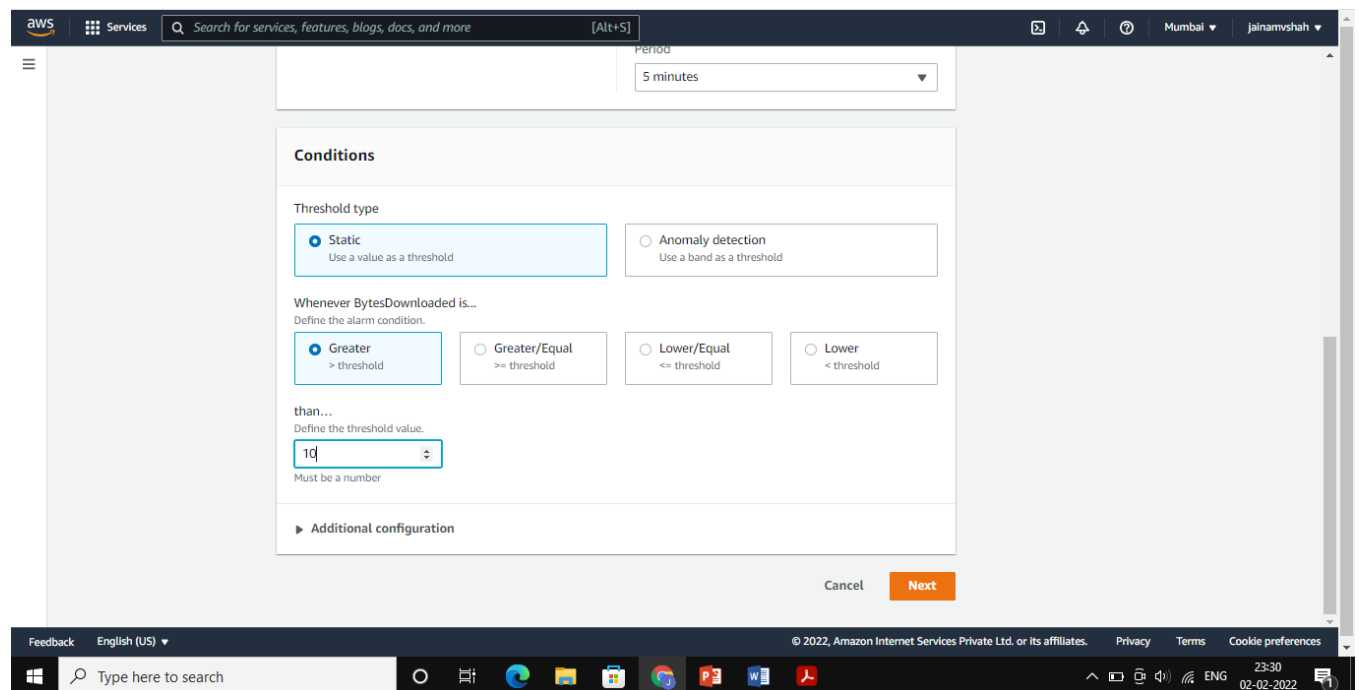 aws
Services
Search for services, features, blogs, docs, and more [Alt+S]
Mumbai ▼
jainamvshah ▼
Period
5 minutes
Conditions
Threshold type
Static
Use a value as a threshold
Anomaly detection
Use a band as a threshold
Whenever BytesDownloaded is...
Define the alarm condition.
Greater
> threshold
Greater/Equal
>= threshold
Lower/Equal
<= threshold
Lower
< threshold
than...
Define the threshold value.
10
Must be a number
Additional configuration
Cancel
Next
Feedback
English (US) ▼
© 2022, Amazon Internet Services Private Ltd. or its affiliates.
Privacy
Terms
Cookie preferences
Type here to search
ENG
23:30
02-02-2022
1